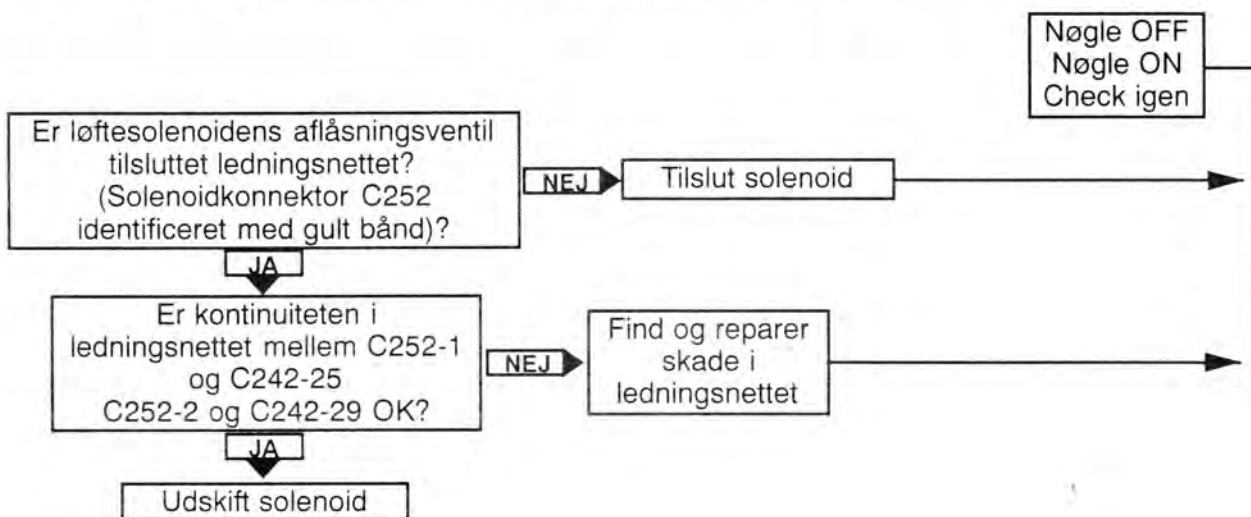 Nøgle OFF
Nøgle ON
Check igen
Er løftesolenoidens aflåsningsventil
tilsluttet ledningsnettet?
(Solenoidkonnektor C252
identificeret med gult bånd)?
NEJ
Tilslut solenoid
JA
Er kontinuiteten i
ledningsnettet mellem C252-1
og C242-25
C252-2 og C242-29 OK?
NEJ
Find og reparer
skade i
ledningsnettet
JA
Udskift solenoid